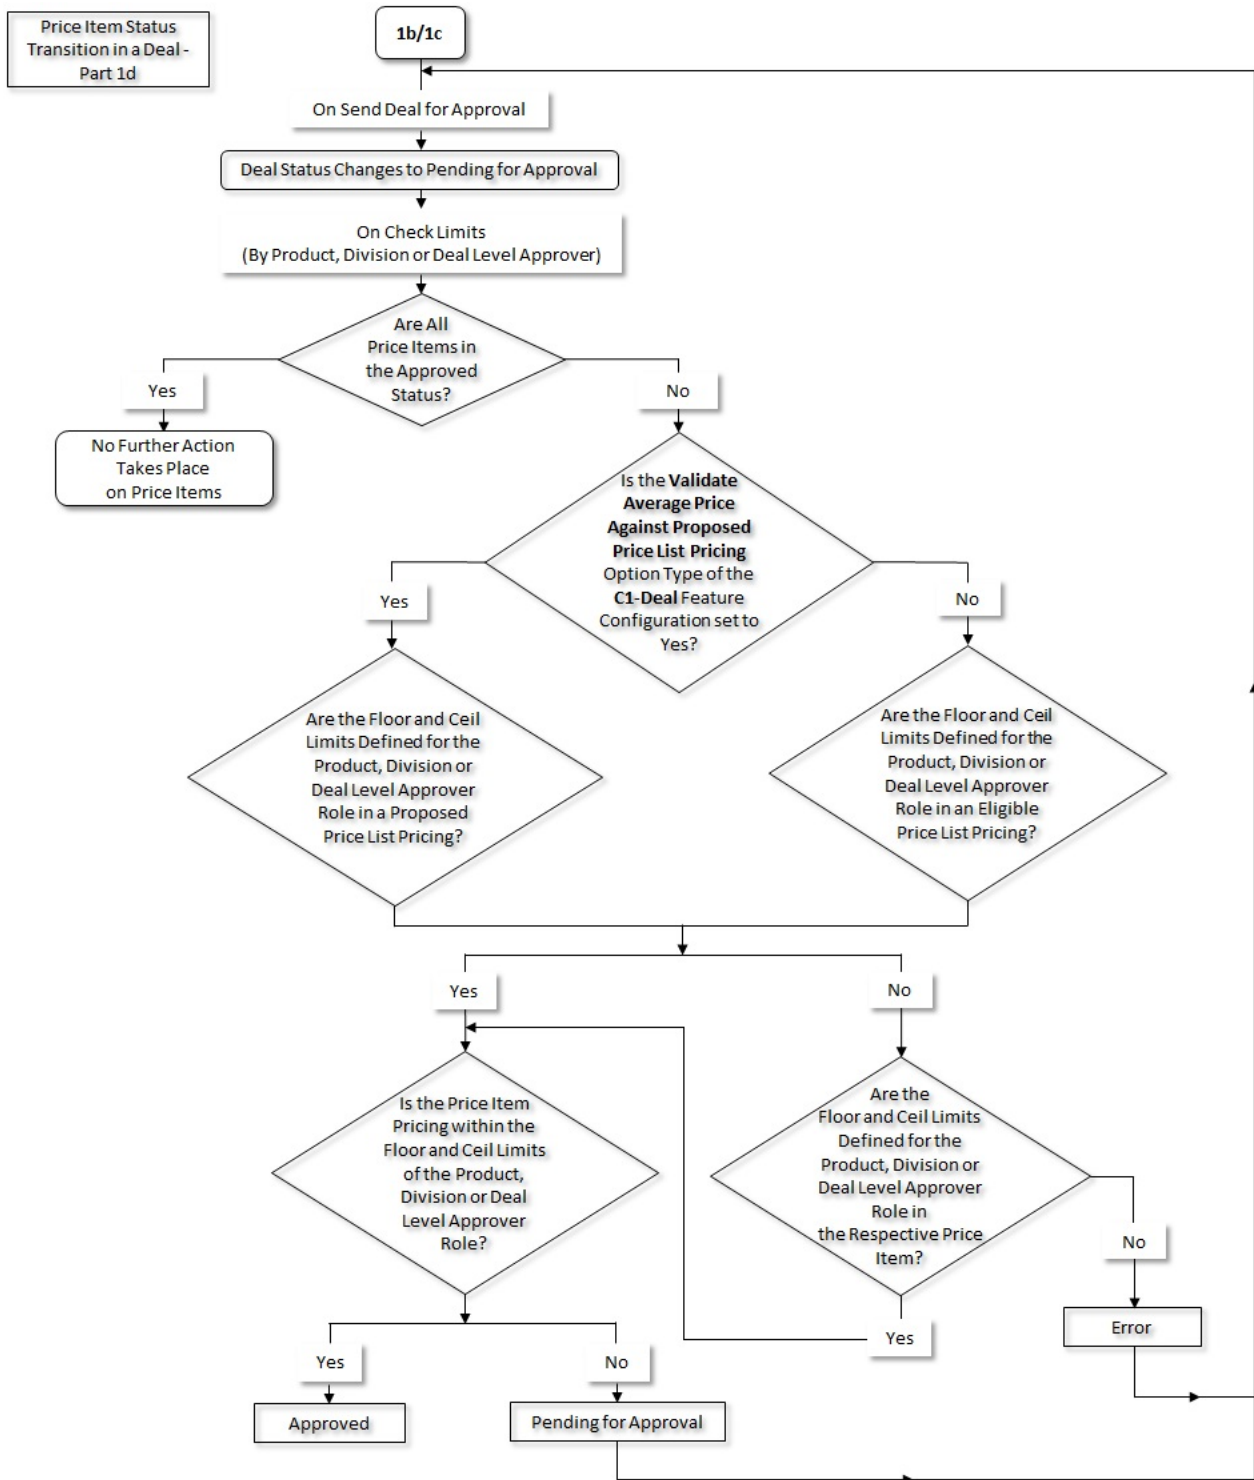 Price Item Status
Transition in a Deal -
Part 1d
1b/1c
On Send Deal for Approval
Deal Status Changes to Pending for Approval
On Check Limits
(By Product, Division or Deal Level Approver)
Are All
Price Items in
the Approved
Status?
Yes
No
No Further Action
Takes Place
on Price Items
Is the Validate
Average Price
Against Proposed
Price List Pricing
Option Type of the
C1-Deal Feature
Configuration set to
Yes?
Yes
No
Are the Floor and Ceil
Limits Defined for the
Product, Division or
Deal Level Approver
Role in a Proposed
Price List Pricing?
Are the Floor and Ceil
Limits Defined for the
Product, Division or
Deal Level Approver
Role in an Eligible
Price List Pricing?
Yes
No
Is the Price Item
Pricing within the
Floor and Ceil Limits
of the Product,
Division or Deal
Level Approver
Role?
Are the
Floor and Ceil Limits
Defined for the
Product, Division or
Deal Level Approver
Role in
the Respective Price
Item?
No
Error
Yes
Yes
No
Approved
Pending for Approval